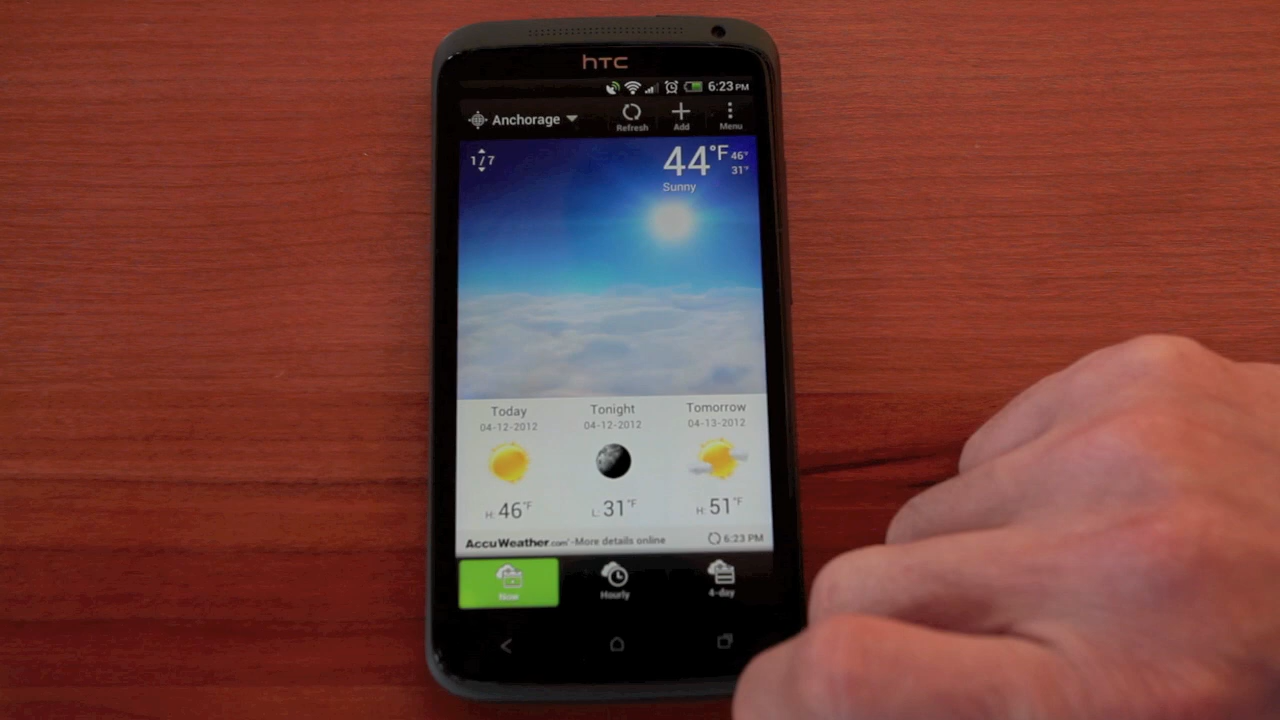 hTC
6:23 PM
Anchorage
Refresh
Add
Menu
1/7
44°F 46°
31°
Sunny
Today Tonight Tomorrow
04-12-2012 04-12-2012 04-13-2012
H: 46°F L: 31°F H: 51°F
AccuWeather.com® - More details online 6:23 PM
Now Hourly 4-day